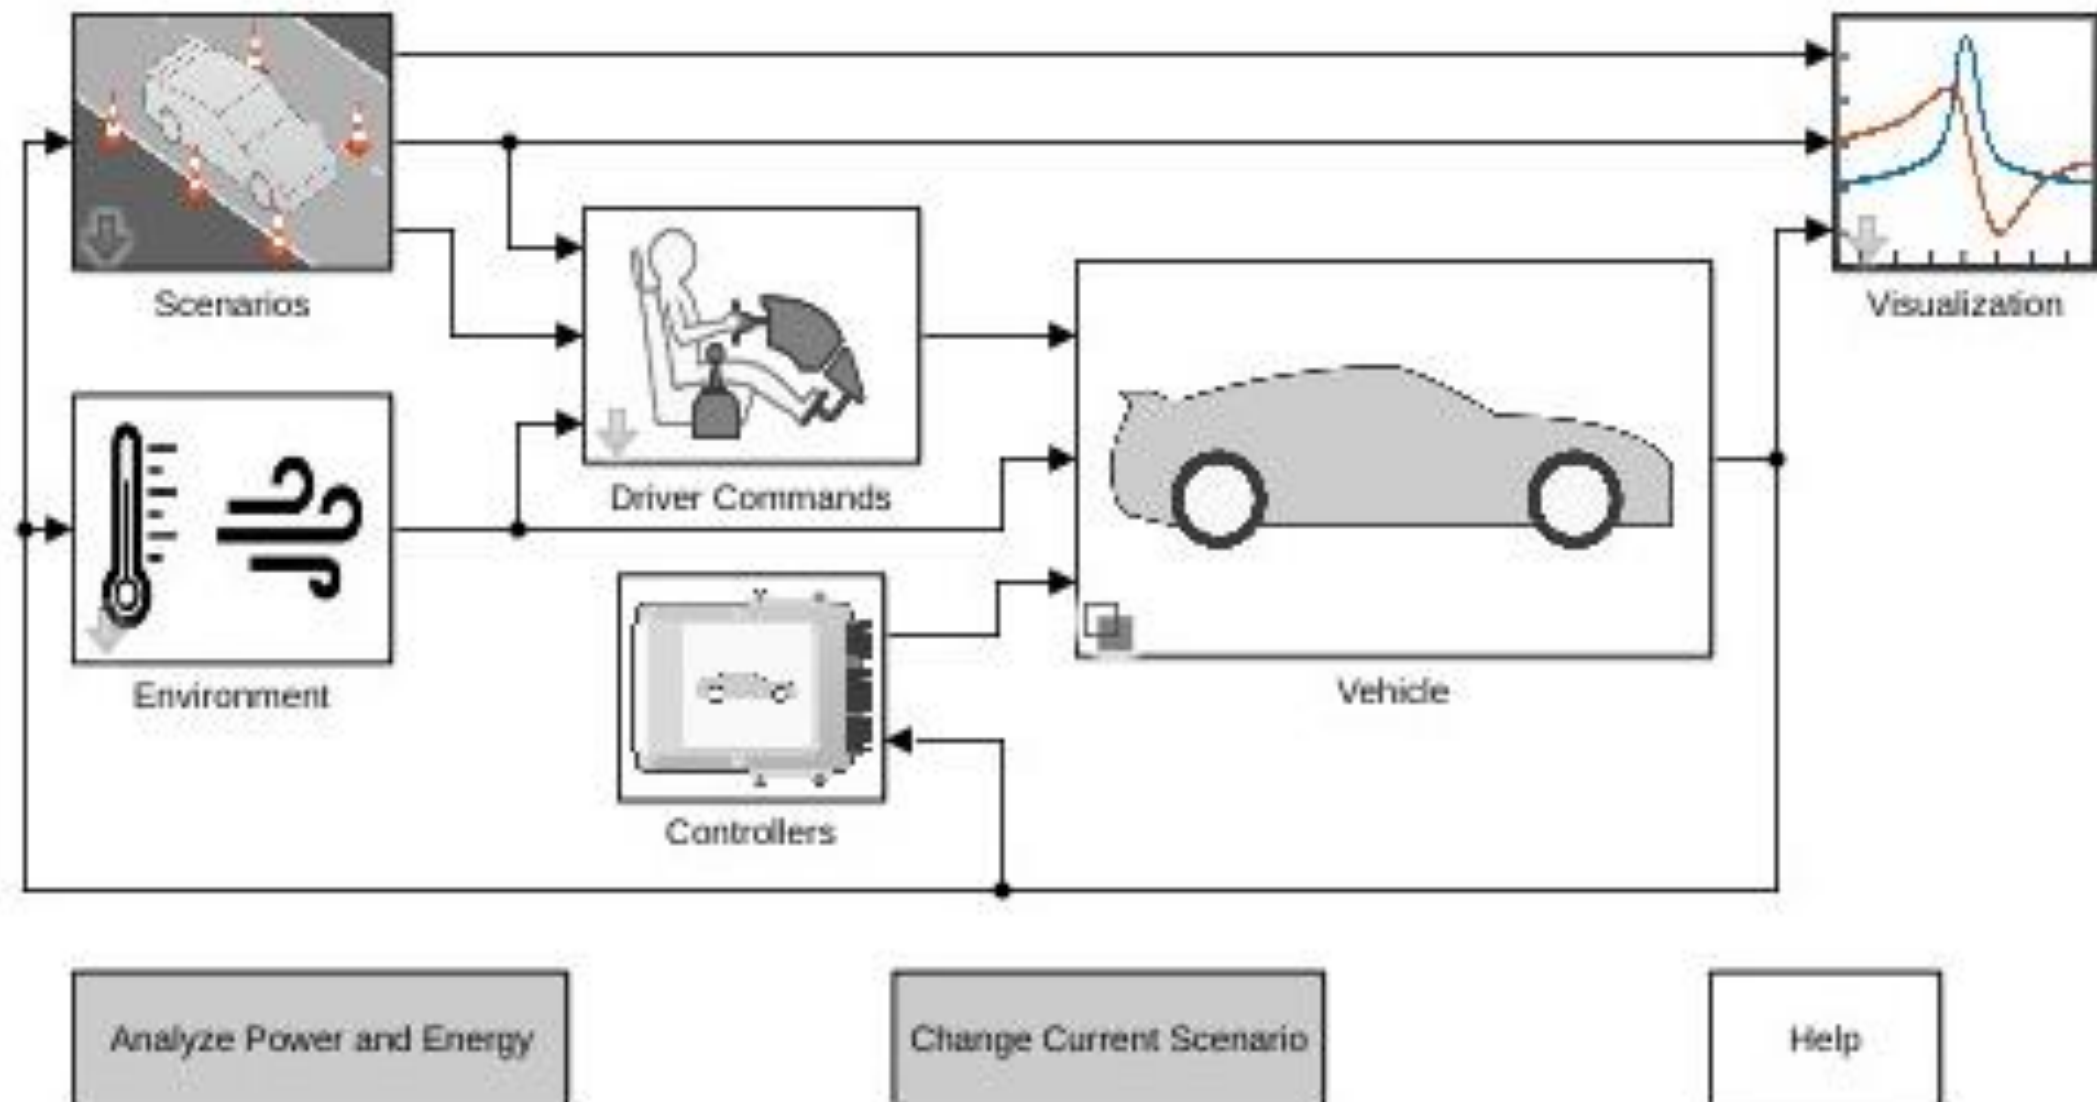 Scenarios
Visualization
Driver Commands
Environment
Vehicle
Controllers
Analyze Power and Energy
Change Current Scenario
Help